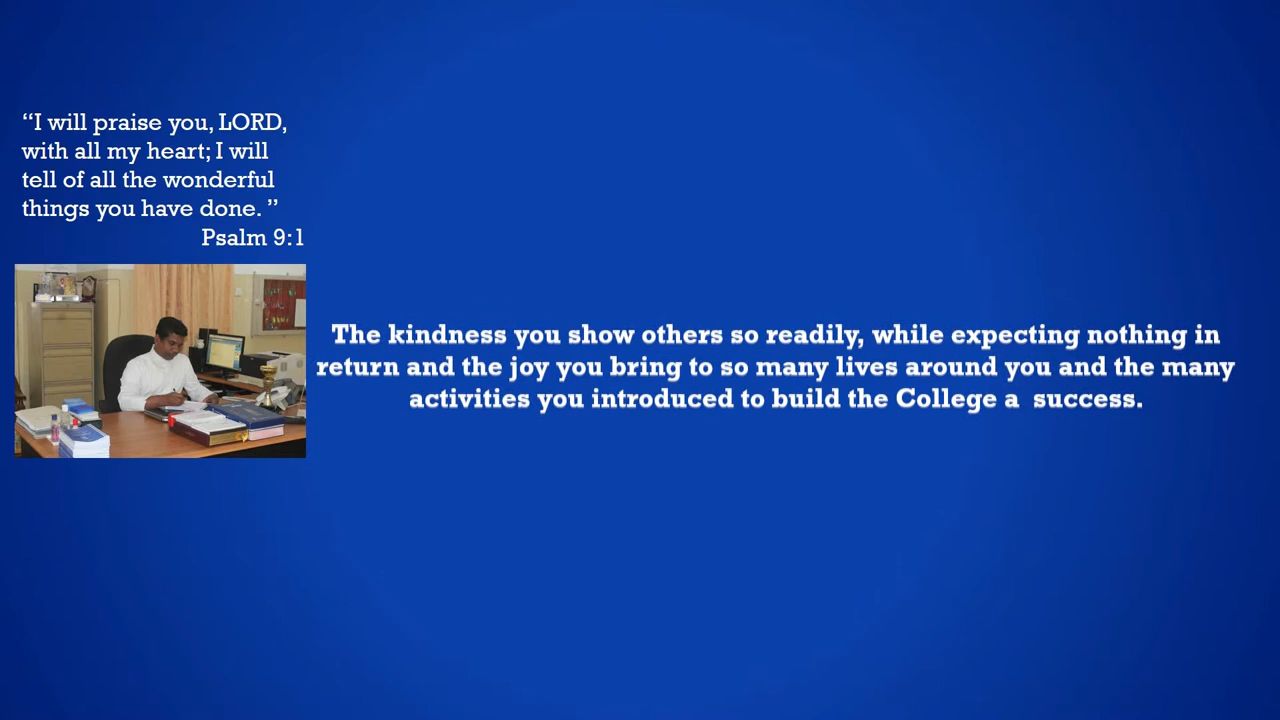 “I will praise you, LORD,
with all my heart; I will
tell of all the wonderful
things you have done. ”
Psalm 9:1
The kindness you show others so readily, while expecting nothing in
return and the joy you bring to so many lives around you and the many
activities you introduced to build the College a  success.